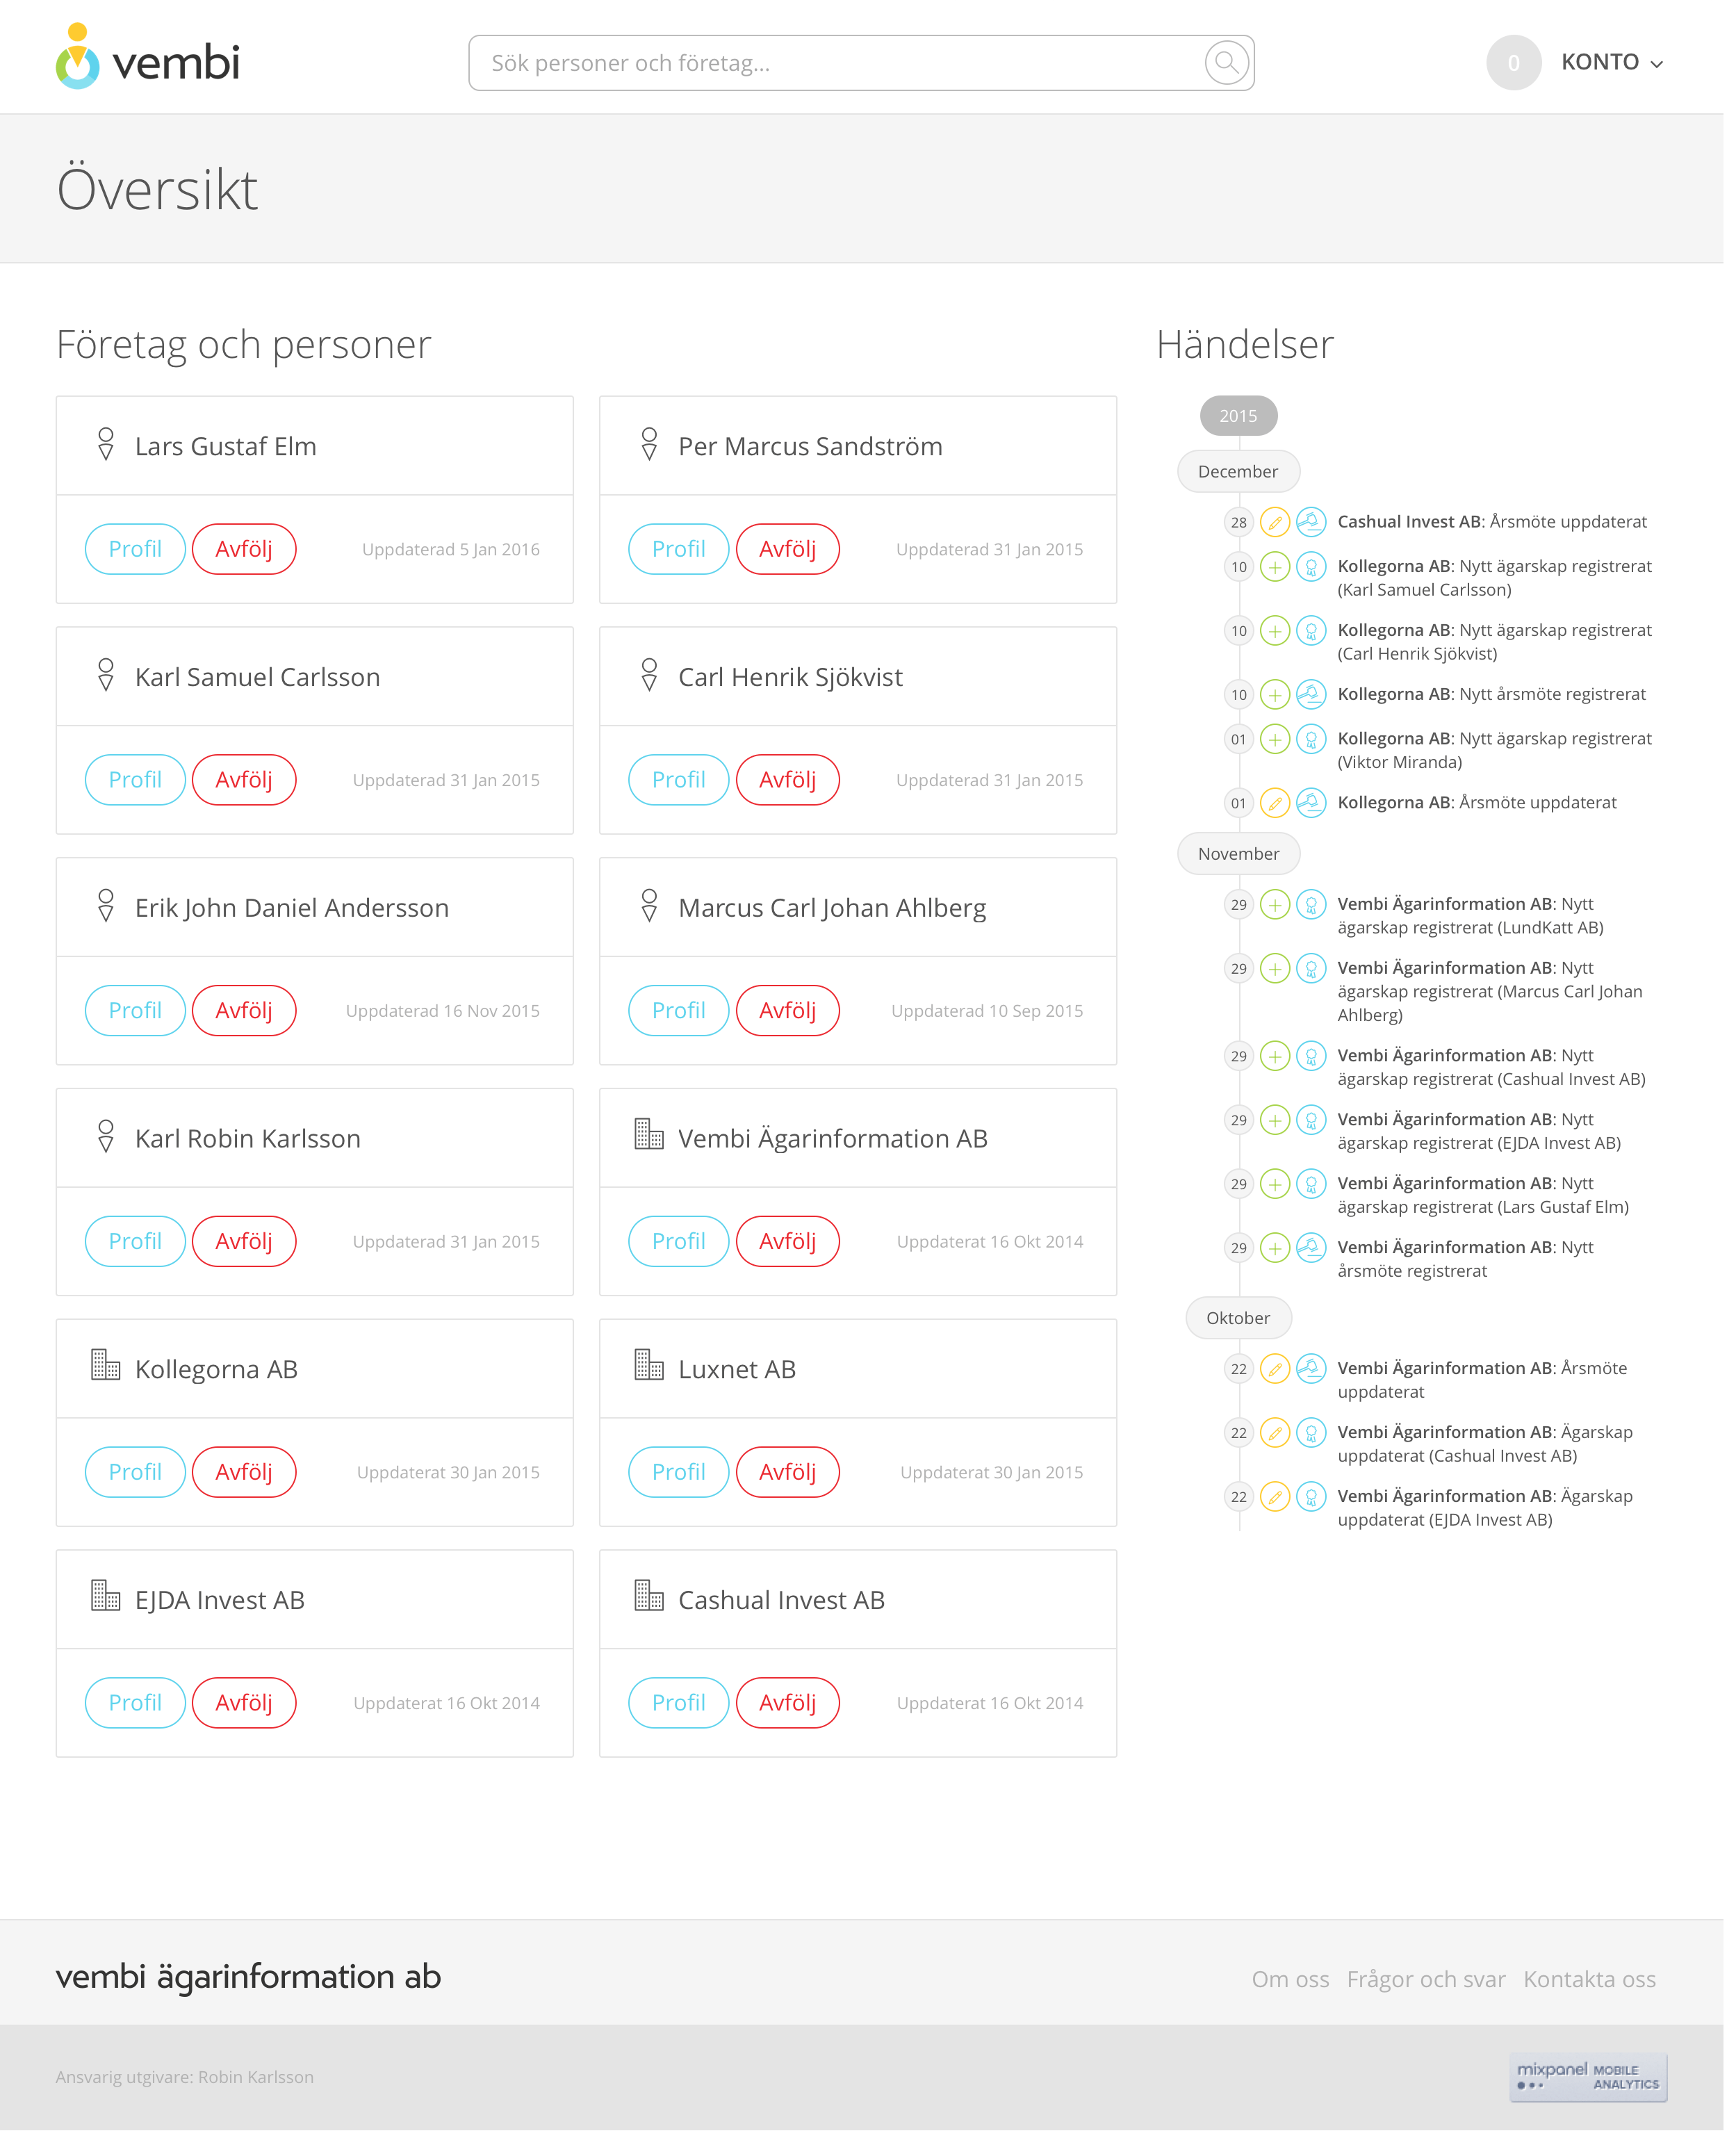 vembi
Sök personer och företag...
0
KONTO
Översikt
Företag och personer
Lars Gustaf Elm
Profil
Avfölj
Uppdaterad 5 Jan 2016
Per Marcus Sandström
Profil
Avfölj
Uppdaterad 31 Jan 2015
Karl Samuel Carlsson
Profil
Avfölj
Uppdaterad 31 Jan 2015
Carl Henrik Sjökvist
Profil
Avfölj
Uppdaterad 31 Jan 2015
Erik John Daniel Andersson
Profil
Avfölj
Uppdaterad 16 Nov 2015
Marcus Carl Johan Ahlberg
Profil
Avfölj
Uppdaterad 10 Sep 2015
Karl Robin Karlsson
Profil
Avfölj
Uppdaterad 31 Jan 2015
Vembi Ägarinformation AB
Profil
Avfölj
Uppdaterat 16 Okt 2014
Kollegorna AB
Profil
Avfölj
Uppdaterat 30 Jan 2015
Luxnet AB
Profil
Avfölj
Uppdaterat 30 Jan 2015
EJDA Invest AB
Profil
Avfölj
Uppdaterat 16 Okt 2014
Cashual Invest AB
Profil
Avfölj
Uppdaterat 16 Okt 2014
Händelser
2015
December
28 Cashual Invest AB: Årsmöte uppdaterat
10 Kollegorna AB: Nytt ägarskap registrerat
(Karl Samuel Carlsson)
10 Kollegorna AB: Nytt ägarskap registrerat
(Carl Henrik Sjökvist)
10 Kollegorna AB: Nytt årsmöte registrerat
01 Kollegorna AB: Nytt ägarskap registrerat
(Viktor Miranda)
01 Kollegorna AB: Årsmöte uppdaterat
November
29 Vembi Ägarinformation AB: Nytt
ägarskap registrerat (LundKatt AB)
29 Vembi Ägarinformation AB: Nytt
ägarskap registrerat (Marcus Carl Johan
Ahlberg)
29 Vembi Ägarinformation AB: Nytt
ägarskap registrerat (Cashual Invest AB)
29 Vembi Ägarinformation AB: Nytt
ägarskap registrerat (EJDA Invest AB)
29 Vembi Ägarinformation AB: Nytt
ägarskap registrerat (Lars Gustaf Elm)
29 Vembi Ägarinformation AB: Nytt
årsmöte registrerat
Oktober
22 Vembi Ägarinformation AB: Årsmöte
uppdaterat
22 Vembi Ägarinformation AB: Ägarskap
uppdaterat (Cashual Invest AB)
22 Vembi Ägarinformation AB: Ägarskap
uppdaterat (EJDA Invest AB)
vembi ägarinformation ab
Om oss Frågor och svar Kontakta oss
Ansvarig utgivare: Robin Karlsson
mixpanel MOBILE
ANALYTICS